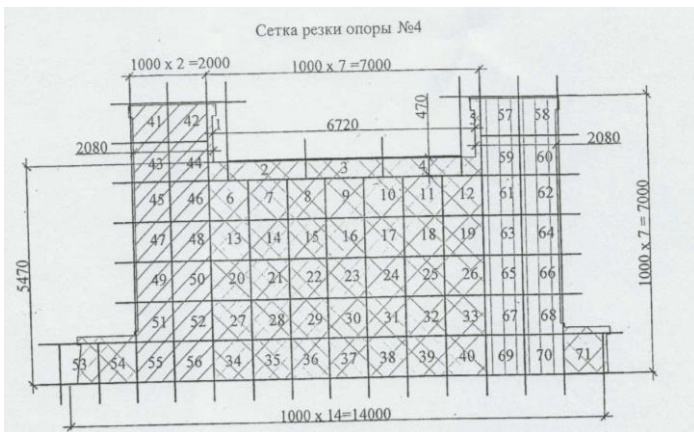 Сетка резки опоры №4
1000 x 2 =2000
1000 x 7 =7000
470
6720
2080
2080
5470
1000 x 7 = 7000
41 42 1 5 57 58
43 44 2 3 4 59 60
45 46 6 7 8 9 10 11 12 61 62
47 48 13 14 15 16 17 18 19 63 64
49 50 20 21 22 23 24 25 26 65 66
51 52 27 28 29 30 31 32 33 67 68
53 54 55 56 34 35 36 37 38 39 40 69 70 71
1000 x 14=14000